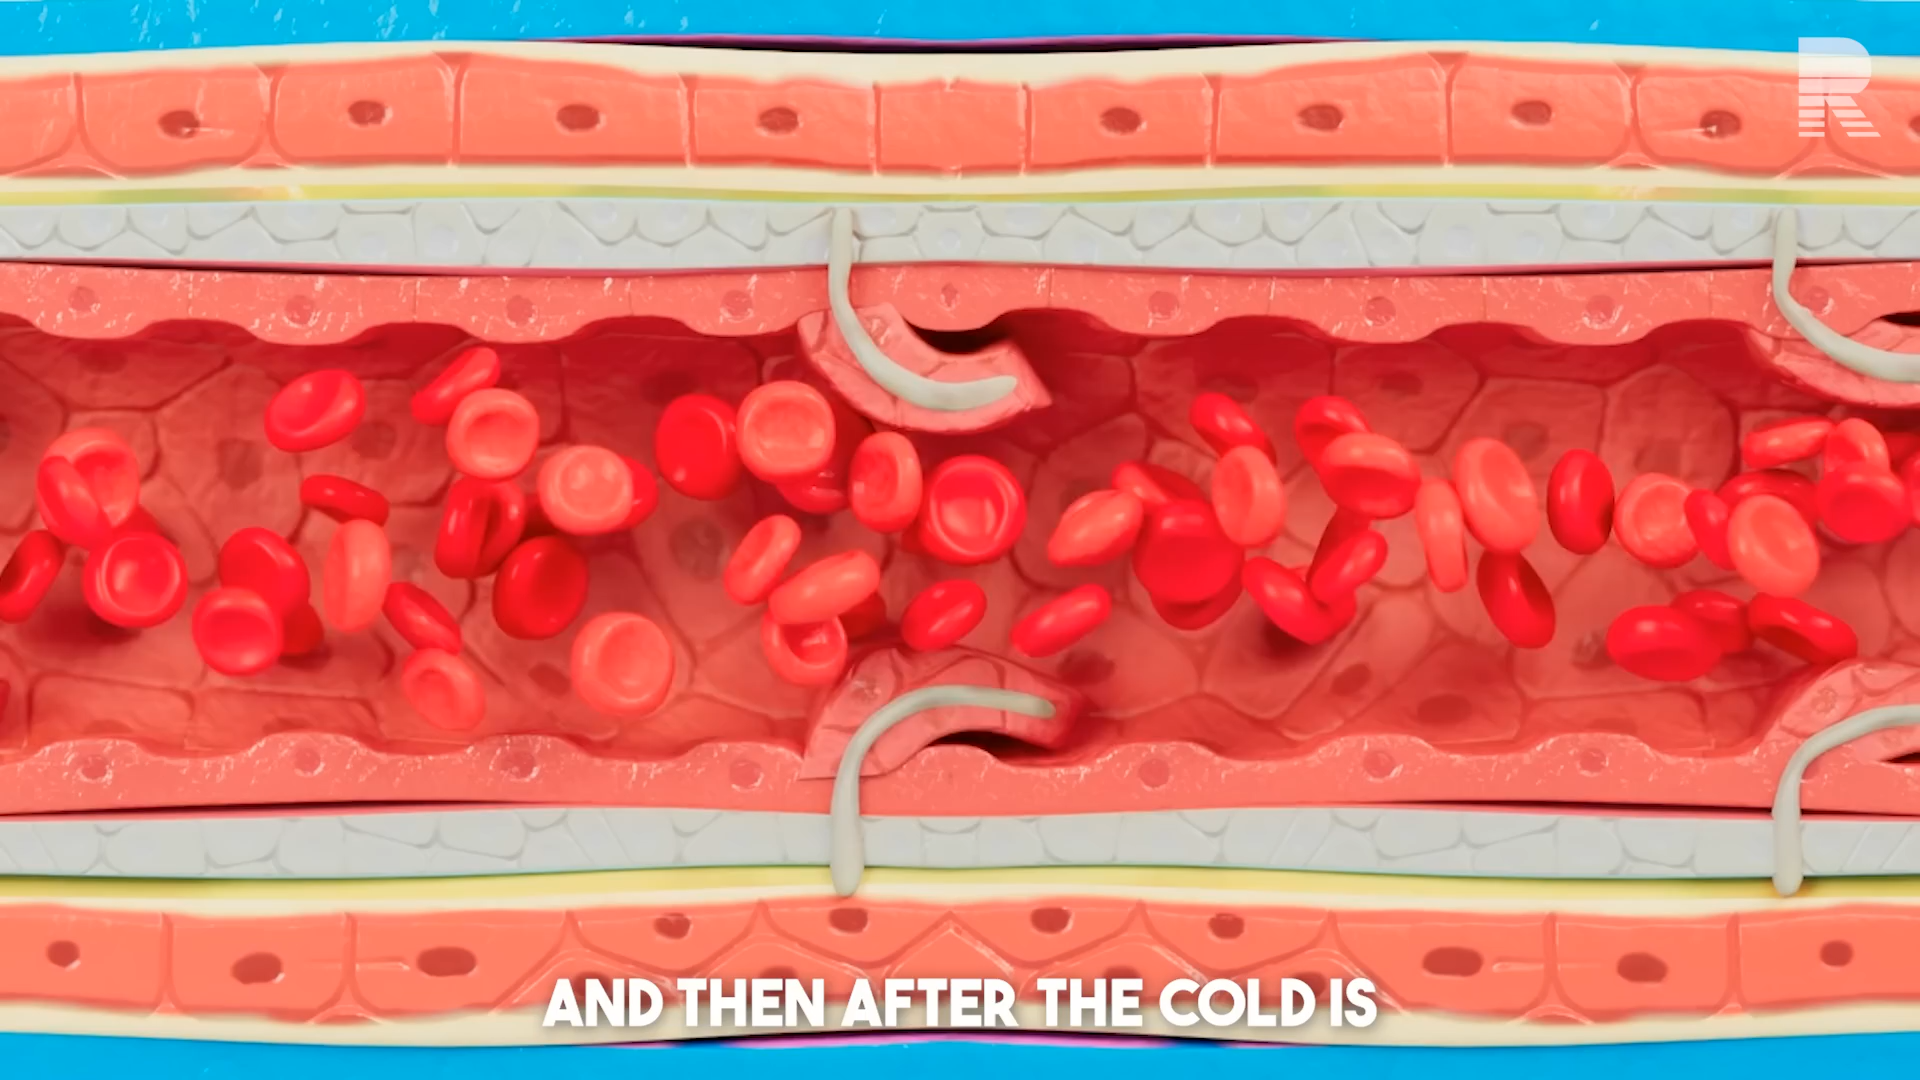 R
AND THEN AFTER THE COLD IS